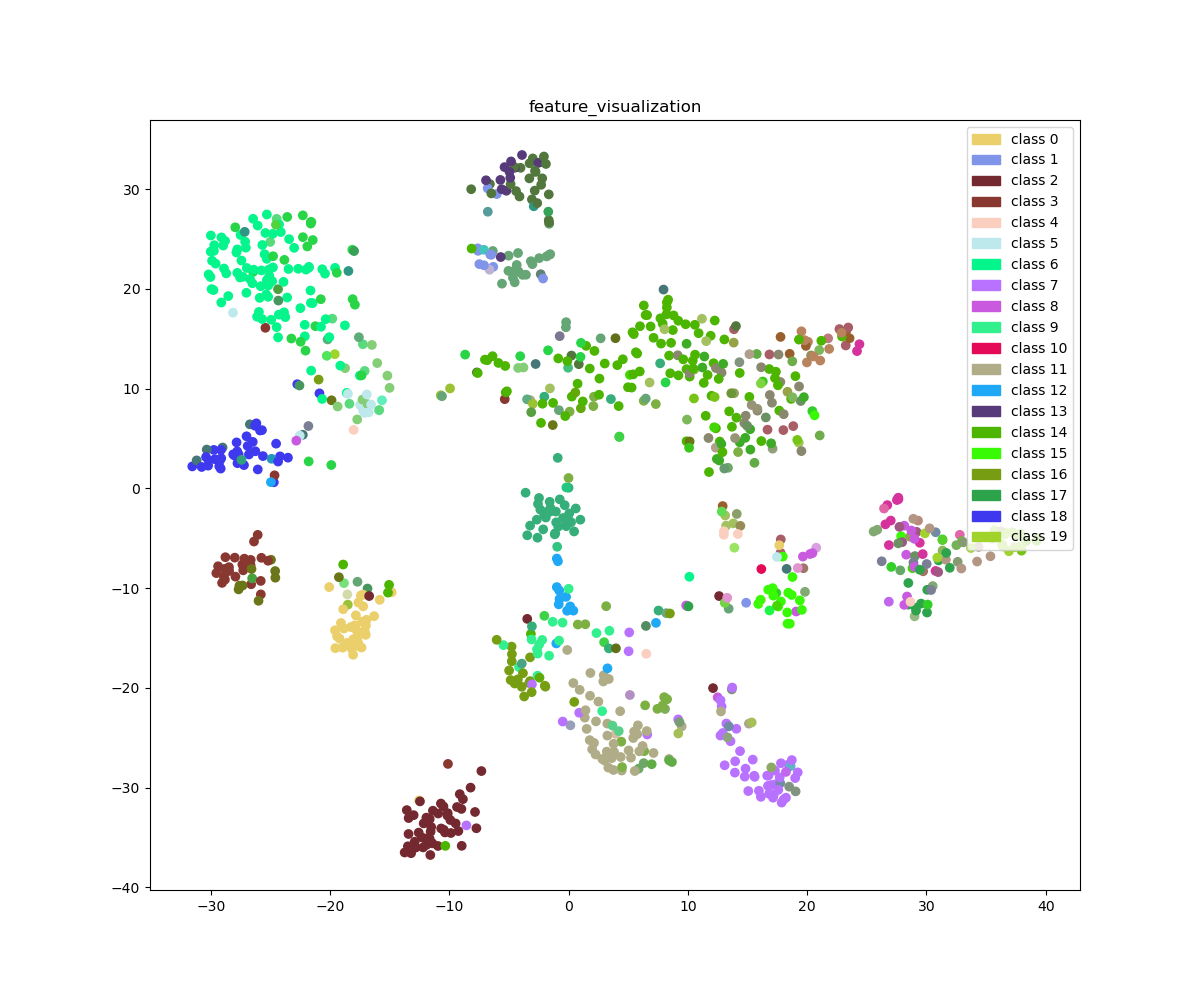 feature_visualization
class 0
class 1
class 2
class 3
class 4
class 5
class 6
class 7
class 8
class 9
class 10
class 11
class 12
class 13
class 14
class 15
class 16
class 17
class 18
class 19
30
20
10
0
−10
−20
−30
−40
−30 −20 −10 0 10 20 30 40